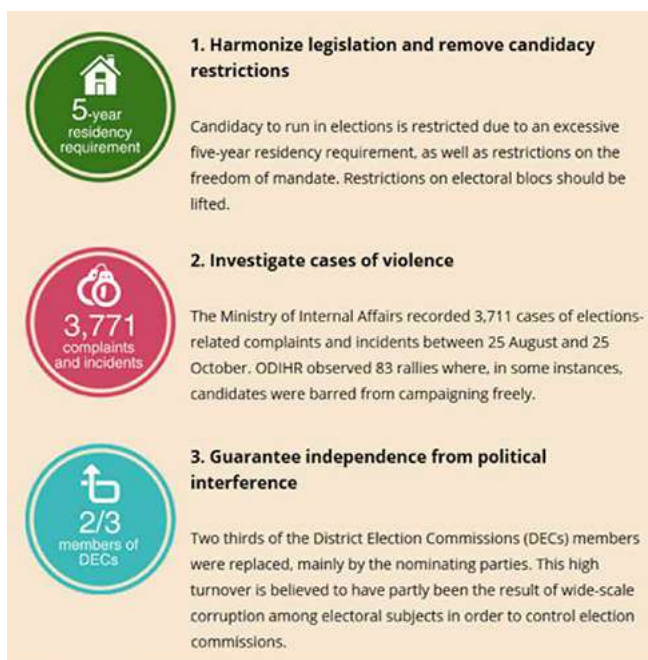 1. Harmonize legislation and remove candidacy
restrictions
5-year
residency
requirement
Candidacy to run in elections is restricted due to an excessive
five-year residency requirement, as well as restrictions on the
freedom of mandate. Restrictions on electoral blocs should be
lifted.
2. Investigate cases of violence
3,771
complaints
and incidents
The Ministry of Internal Affairs recorded 3,711 cases of elections-
related complaints and incidents between 25 August and 25
October. ODIHR observed 83 rallies where, in some instances,
candidates were barred from campaigning freely.
3. Guarantee independence from political
interference
2/3
members of
DECs
Two thirds of the District Election Commissions (DECs) members
were replaced, mainly by the nominating parties. This high
turnover is believed to have partly been the result of wide-scale
corruption among electoral subjects in order to control election
commissions.